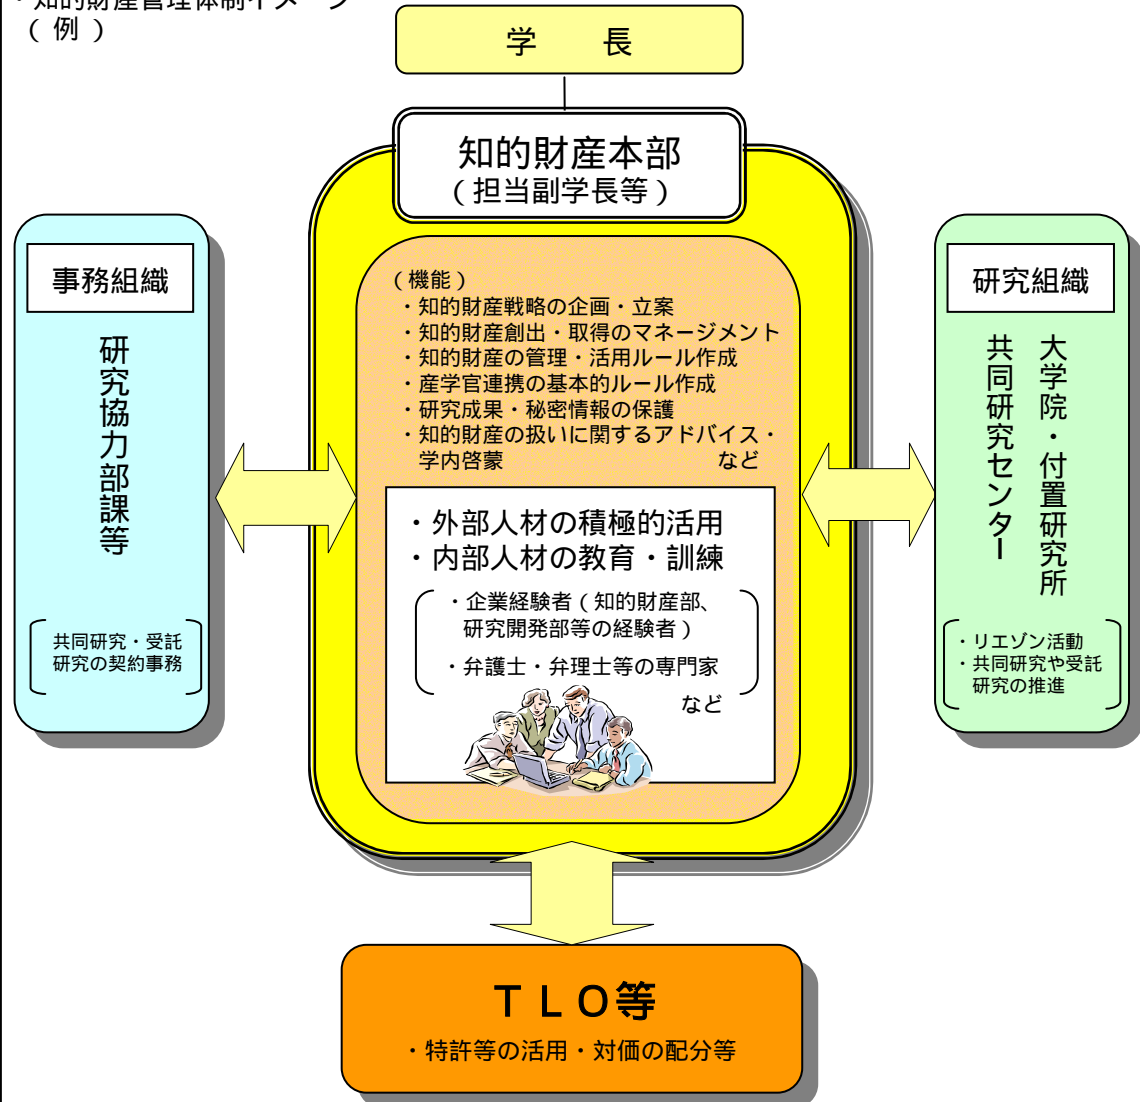 ・知的財産管理体制イメージ
（ 例 ）
学　　長
知的財産本部
（ 担当副学長等 ）
事務組織
研究協力部課等
共同研究・受託
研究の契約事務
（ 機能 ）
・知的財産戦略の企画・立案
・知的財産創出・取得のマネージメント
・知的財産の管理・活用ルール作成
・産学官連携の基本的ルール作成
・研究成果・秘密情報の保護
・知的財産の扱いに関するアドバイス・
学内啓蒙　　　　　　　　　など
・外部人材の積極的活用
・内部人材の教育・訓練
・企業経験者（ 知的財産部、
研究開発部等の経験者 ）
・弁護士・弁理士等の専門家
など
研究組織
大学院・付置研究所
共同研究センター
・リエゾン活動
・共同研究や受託
研究の推進
ＴＬＯ等
・特許等の活用・対価の配分等